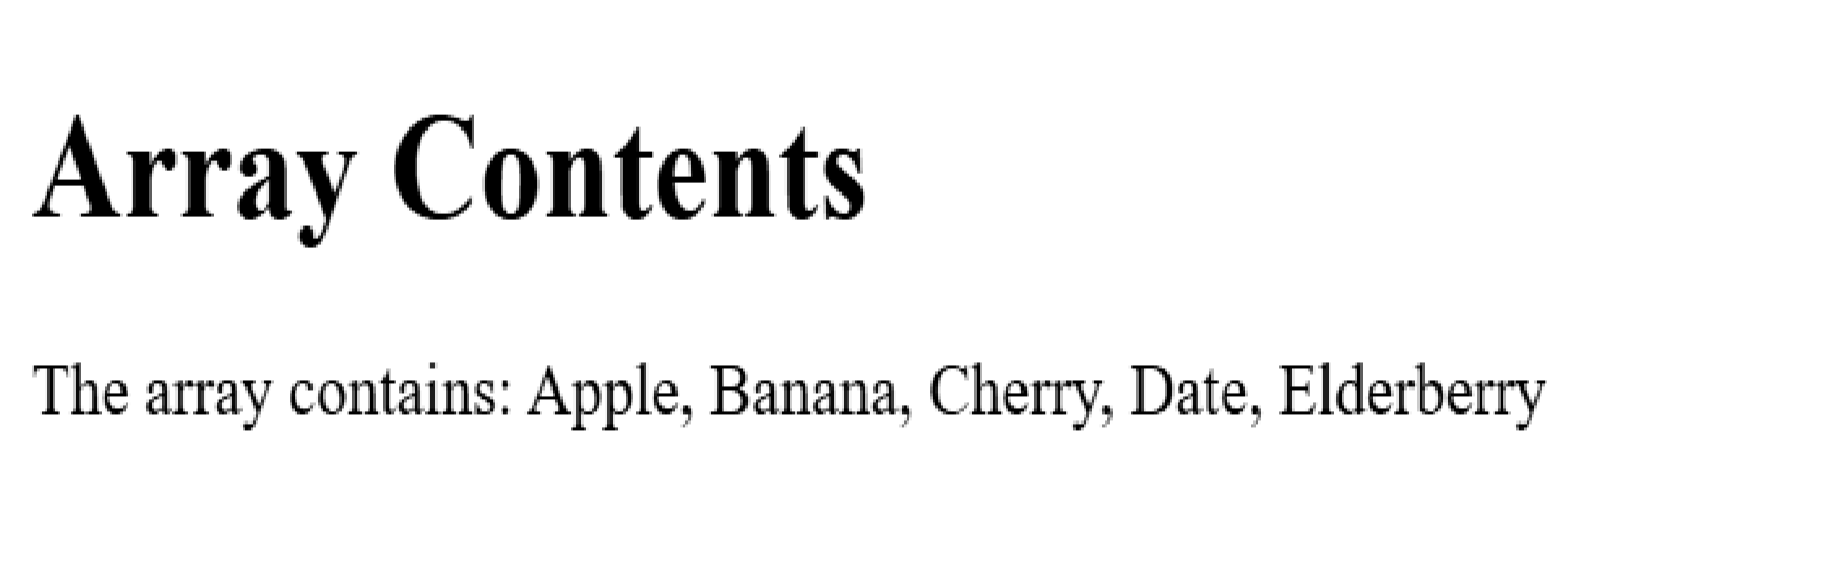 Array Contents
The array contains: Apple, Banana, Cherry, Date, Elderberry